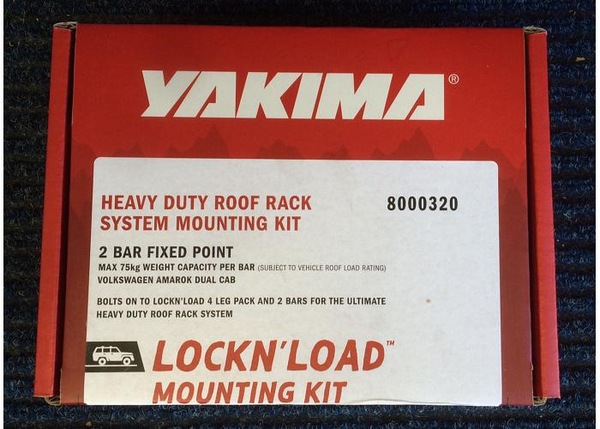 YAKIMA®
HEAVY DUTY ROOF RACK 8000320
SYSTEM MOUNTING KIT
2 BAR FIXED POINT
MAX 75kg WEIGHT CAPACITY PER BAR (SUBJECT TO VEHICLE ROOF LOAD RATING)
VOLKSWAGEN AMAROK DUAL CAB
BOLTS ON TO LOCKN'LOAD 4 LEG PACK AND 2 BARS FOR THE ULTIMATE
HEAVY DUTY ROOF RACK SYSTEM
LOCKN'LOAD™
MOUNTING KIT